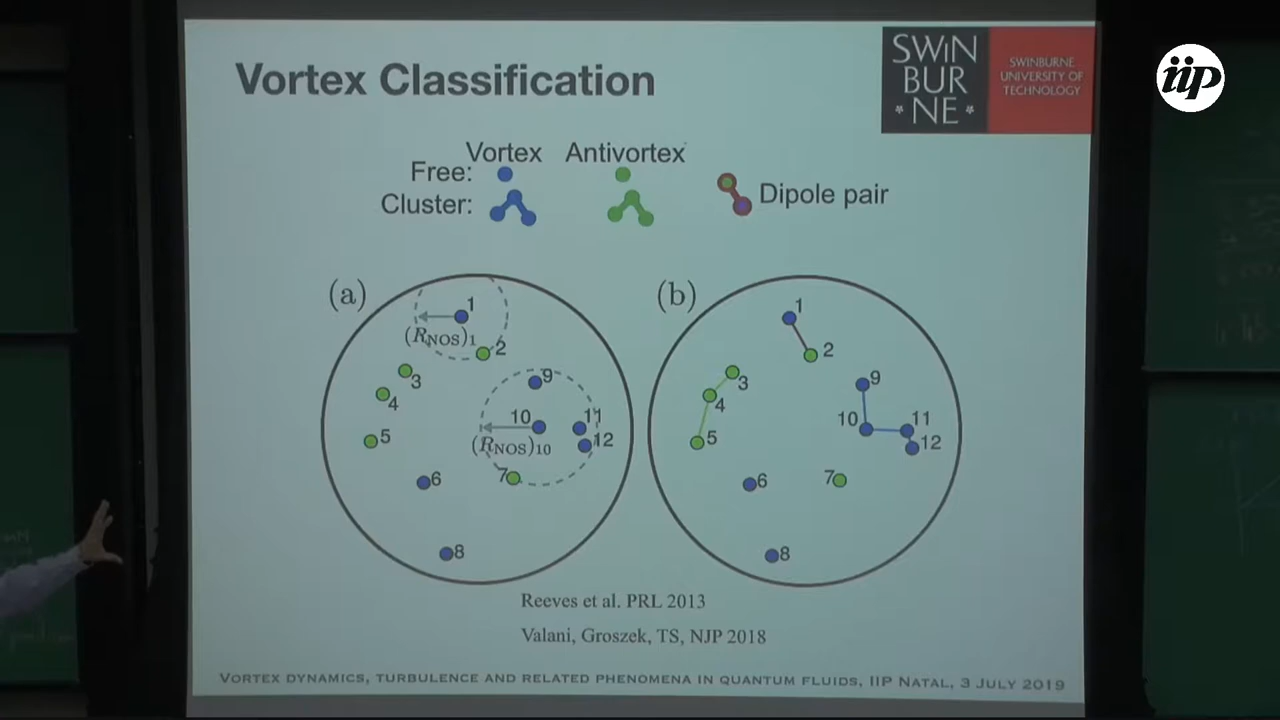 Vortex Classification
SWIN
BUR
* NE *
SWINBURNE
UNIVERSITY OF
TECHNOLOGY
iip
Vortex Antivortex
Free:
Cluster:
Dipole pair
(a)
1
(RNOS)1
2
3
4
5
6
7
8
9
10
11
12
(RNOS)10
(b)
1
2
3
4
5
6
7
8
9
10
11
12
Reeves et al. PRL 2013
Valani, Groszek, TS, NJP 2018
VORTEX DYNAMICS, TURBULENCE AND RELATED PHENOMENA IN QUANTUM FLUIDS, IIP NATAL, 3 JULY 2019